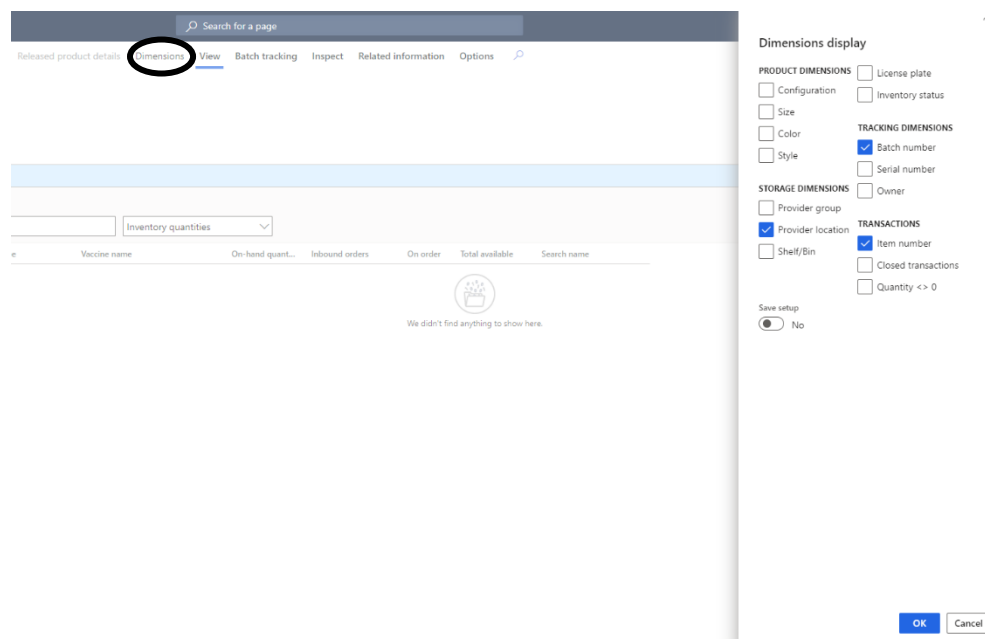 Search for a page
Released product details Dimensions View Batch tracking Inspect Related information Options
Inventory quantities
e Vaccine name On-hand quant... Inbound orders On order Total available Search name
We didn't find anything to show here.
Dimensions display
PRODUCT DIMENSIONS
Configuration
Size
Color
Style
STORAGE DIMENSIONS
Provider group
Provider location
Shelf/Bin
License plate
Inventory status
TRACKING DIMENSIONS
Batch number
Serial number
Owner
TRANSACTIONS
Item number
Closed transactions
Quantity <> 0
Save setup
No
OK Cancel